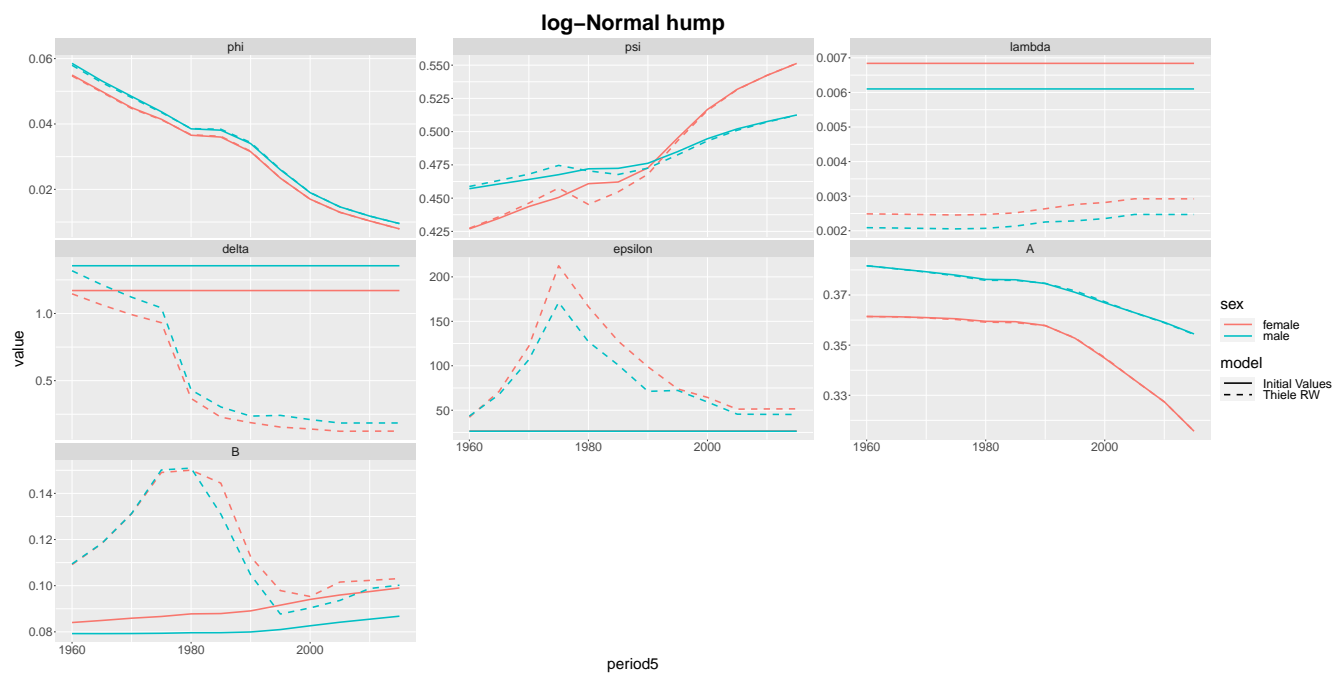 log−Normal hump
phi
psi
lambda
0.06
0.04
0.02
0.550
0.525
0.500
0.475
0.450
0.425
0.007
0.006
0.005
0.004
0.003
0.002
delta
epsilon
A
1.0
0.5
200
150
100
50
0.37
0.35
0.33
1960
1980
2000
1960
1980
2000
B
0.14
0.12
0.10
0.08
1960
1980
2000
value
period5
sex
female
male
model
Initial Values
Thiele RW